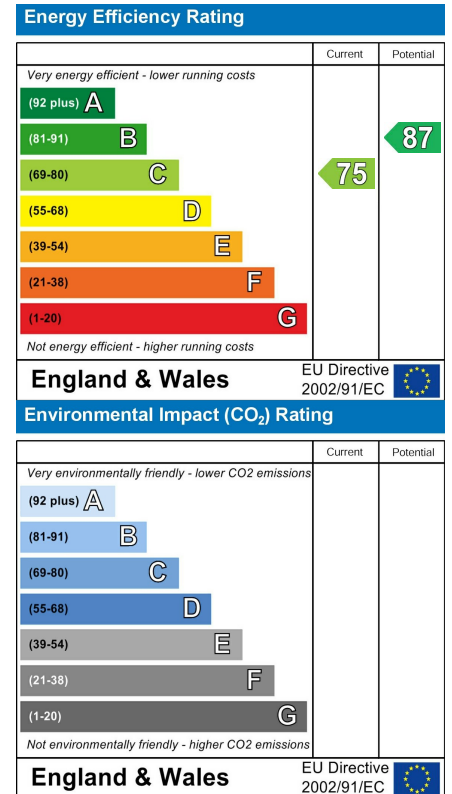 Energy Efficiency Rating
Current Potential
Very energy efficient - lower running costs
(92 plus) A
(81-91) B 87
(69-80) C 75
(55-68) D
(39-54) E
(21-38) F
(1-20) G
Not energy efficient - higher running costs
England & Wales EU Directive
2002/91/EC
Environmental Impact (CO₂) Rating
Current Potential
Very environmentally friendly - lower CO2 emissions
(92 plus) A
(81-91) B
(69-80) C
(55-68) D
(39-54) E
(21-38) F
(1-20) G
Not environmentally friendly - higher CO2 emissions
England & Wales EU Directive
2002/91/EC